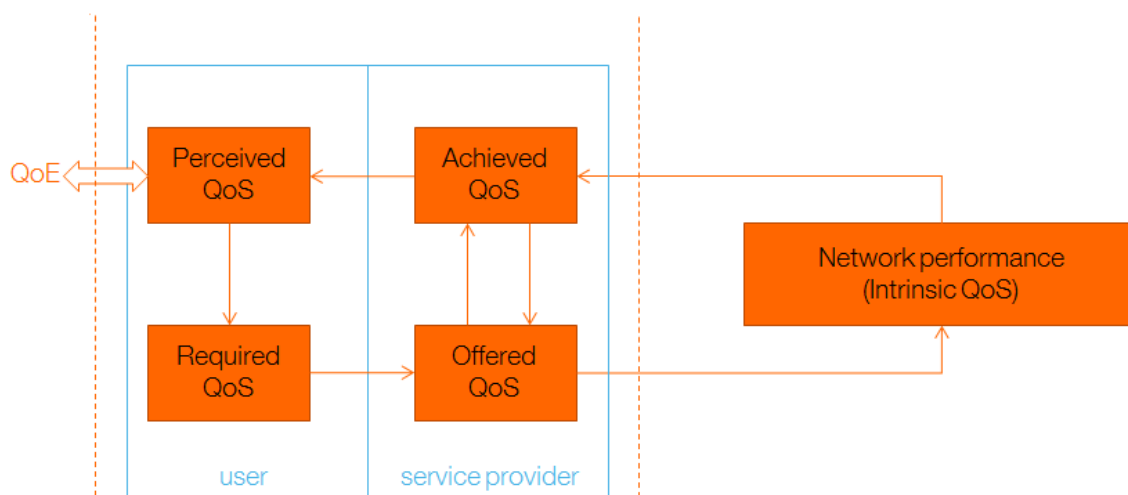 QoE
Perceived
QoS
Achieved
QoS
Network performance
(Intrinsic QoS)
Required
QoS
Offered
QoS
user
service provider